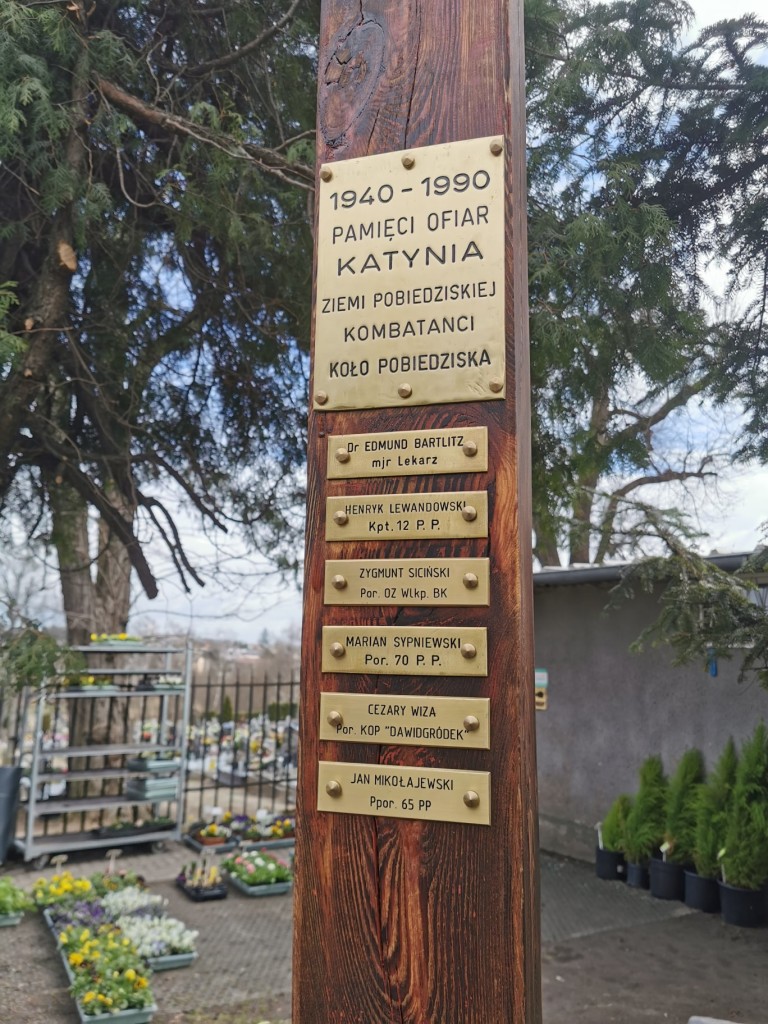 1940 - 1990
PAMIĘCI OFIAR
KATYNIA
ZIEMI POBIEDZISKIEJ
KOMBATANCI
KOŁO POBIEDZISKA
Dr EDMUND BARTLITZ
mjr Lekarz
HENRYK LEWANDOWSKI
Kpt. 12 P. P.
ZYGMUNT SICIŃSKI
Por. OZ Wlkp. BK
MARIAN SYPNIEWSKI
Por. 70 P. P.
CEZARY WIZA
Por. KOP "DAWIDGRÓDEK"
JAN MIKOŁAJEWSKI
Ppor. 65 PP